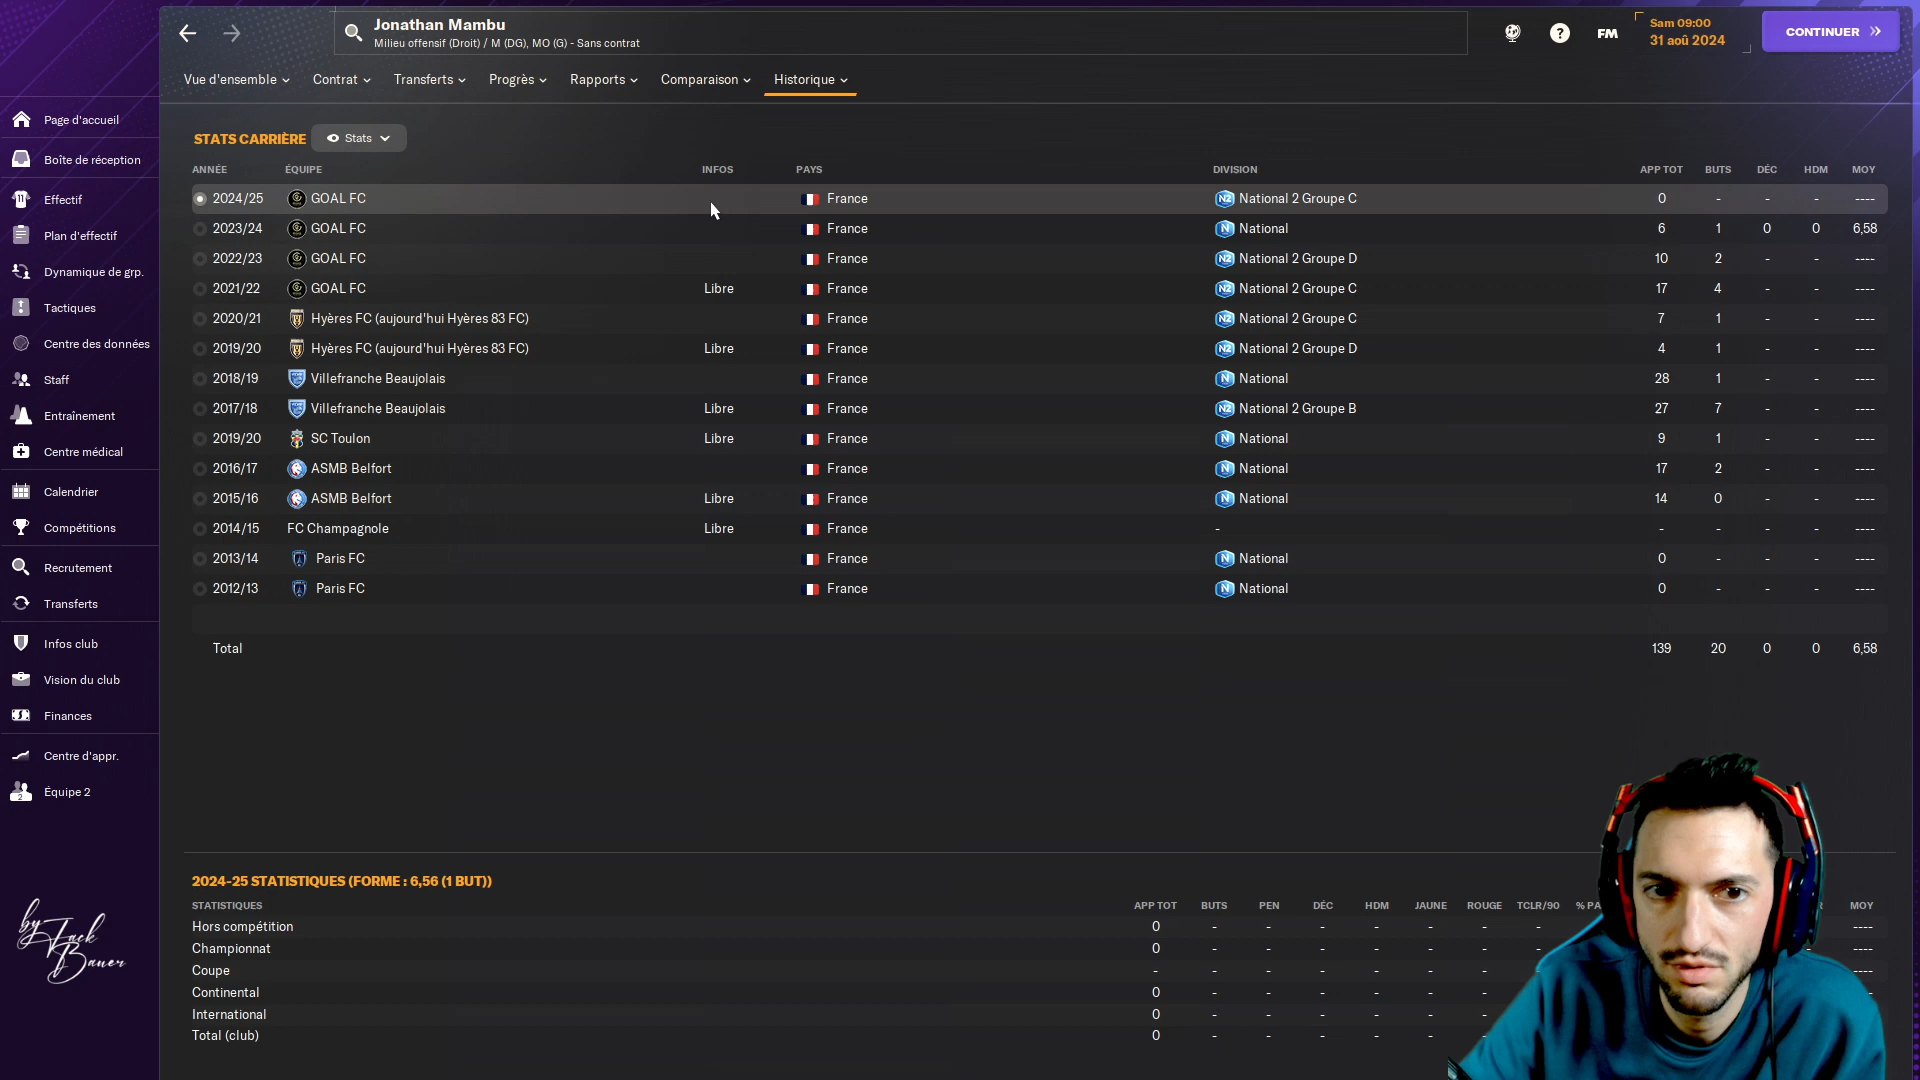 Jonathan Mambu
Milieu offensif (Droit) / M (DG), MO (G) - Sans contrat
Sam 09:00
31 aoû 2024
CONTINUER
FM
Vue d'ensemble Contrat Transferts Progrès Rapports Comparaison Historique
Page d'accueil
Boîte de réception
Effectif
Plan d'effectif
Dynamique de grp.
Tactiques
Centre des données
Staff
Entraînement
Centre médical
Calendrier
Compétitions
Recrutement
Transferts
Infos club
Vision du club
Finances
Centre d'appr.
Équipe 2
by Jack Bauer
STATS CARRIÈRE Stats
ANNÉE ÉQUIPE INFOS PAYS DIVISION APP TOT BUTS DÉC HDM MOY
2024/25 GOAL FC France National 2 Groupe C 0 - - - ----
2023/24 GOAL FC France National 6 1 0 0 6,58
2022/23 GOAL FC France National 2 Groupe D 10 2 - - ----
2021/22 GOAL FC Libre France National 2 Groupe C 17 4 - - ----
2020/21 Hyères FC (aujourd'hui Hyères 83 FC) France National 2 Groupe C 7 1 - - ----
2019/20 Hyères FC (aujourd'hui Hyères 83 FC) Libre France National 2 Groupe D 4 1 - - ----
2018/19 Villefranche Beaujolais France National 28 1 - - ----
2017/18 Villefranche Beaujolais Libre France National 2 Groupe B 27 7 - - ----
2019/20 SC Toulon Libre France National 9 1 - - ----
2016/17 ASMB Belfort France National 17 2 - - ----
2015/16 ASMB Belfort Libre France National 14 0 - - ----
2014/15 FC Champagnole Libre France - - - - - ----
2013/14 Paris FC France National 0 - - - ----
2012/13 Paris FC France National 0 - - - ----
Total 139 20 0 0 6,58
2024-25 STATISTIQUES (FORME : 6,56 (1 BUT))
STATISTIQUES APP TOT BUTS PEN DÉC HDM JAUNE ROUGE TCLR/90 % PA MOY
Hors compétition 0 - - - - - - - ----
Championnat 0 - - - - - - - - ----
Coupe - - - - - - - - ----
Continental 0 - - - - - - -
International 0 - - - - - - ----
Total (club) 0 - - - - - - ----